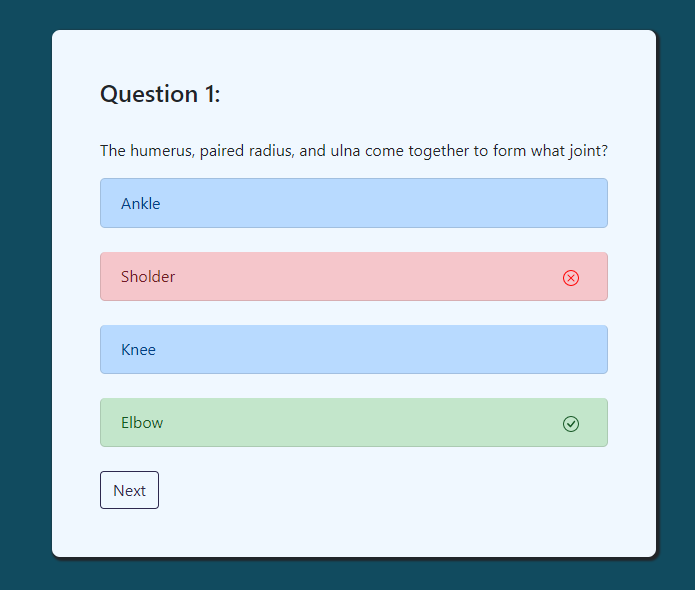 Question 1:
The humerus, paired radius, and ulna come together to form what joint?
Ankle
Sholder
Knee
Elbow
Next